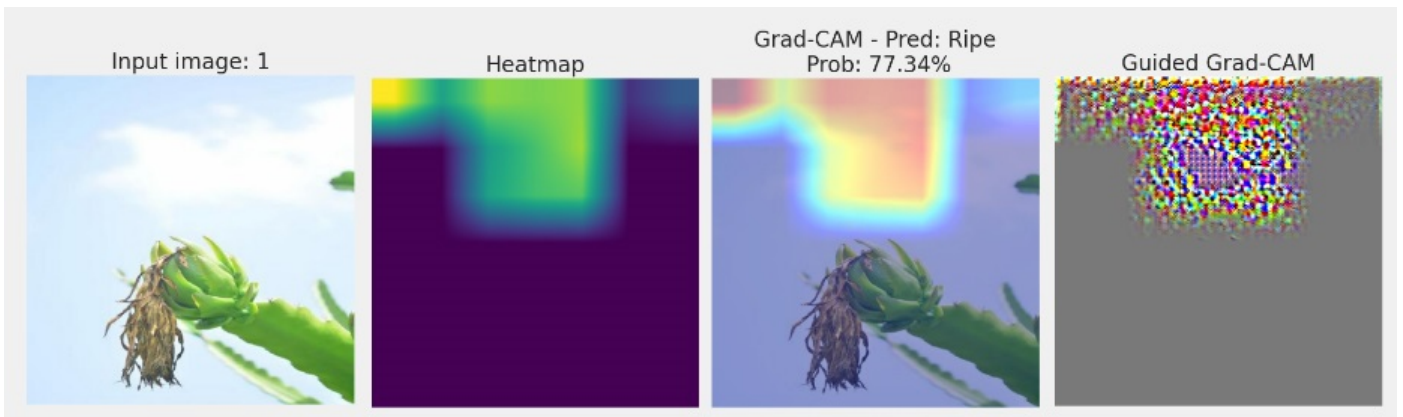 Input image: 1
Heatmap
Grad-CAM - Pred: Ripe
Prob: 77.34%
Guided Grad-CAM